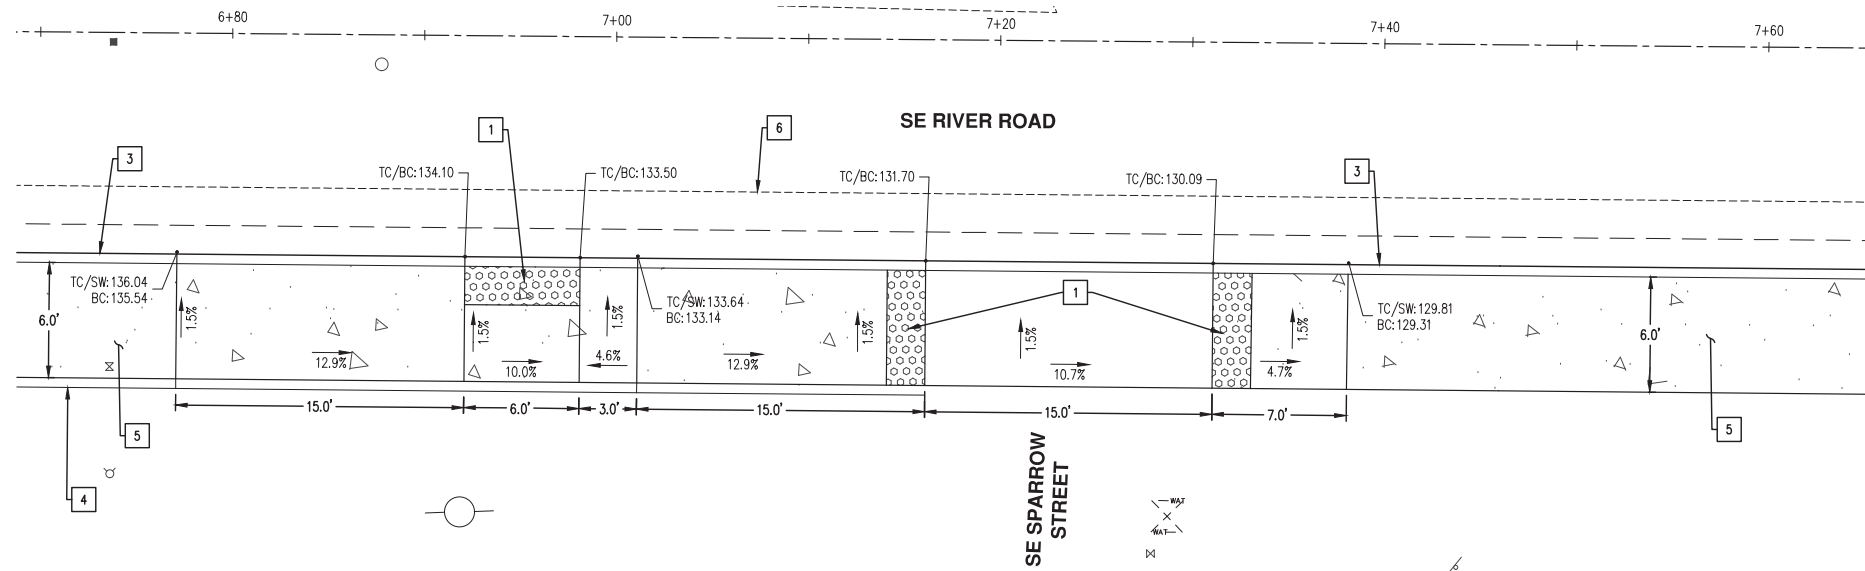 6+80
7+00
7+20
7+40
7+60
SE RIVER ROAD
1
6
3
3
TC/BC:134.10
TC/BC:133.50
TC/BC:131.70
TC/BC:130.09
TC/SW:136.04
BC:135.54
TC/SW:133.64
BC:133.14
TC/SW:129.81
BC:129.31
1
6.0'
1.5%
1.5%
1.5%
1.5%
1.5%
1.5%
6.0'
12.9%
10.0%
4.6%
12.9%
10.7%
4.7%
15.0'
6.0'
3.0'
15.0'
15.0'
7.0'
5
5
4
SE SPARROW
STREET
WAT
WAT